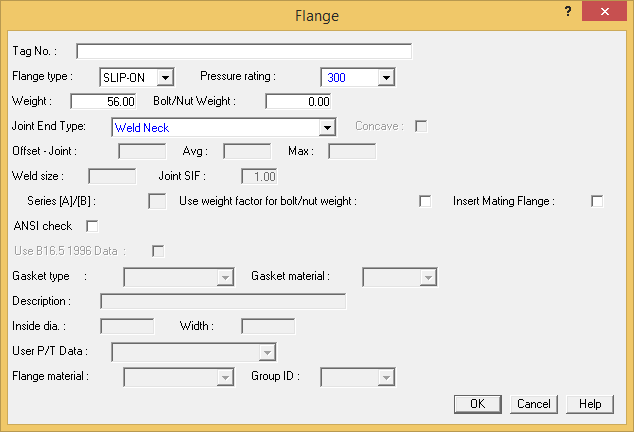 Flange ? ×
Tag No. :
Flange type : SLIP-ON Pressure rating : 300
Weight : 56.00 Bolt/Nut Weight : 0.00
Joint End Type: Weld Neck Concave :
Offset - Joint : Avg : Max :
Weld size : Joint SIF : 1.00
Series [A]/[B] : Use weight factor for bolt/nut weight : Insert Mating Flange :
ANSI check
Use B16.5 1996 Data :
Gasket type : Gasket material :
Description :
Inside dia. : Width :
User P/T Data :
Flange material : Group ID :
OK Cancel Help